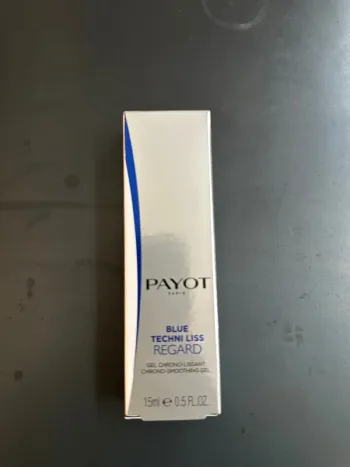 PAYOT
PARIS
BLUE
TECHNI LISS
REGARD
GEL CHRONO-LISSANT
CHRONO-SMOOTHING GEL
15ml ℮ 0.5 FL.OZ.